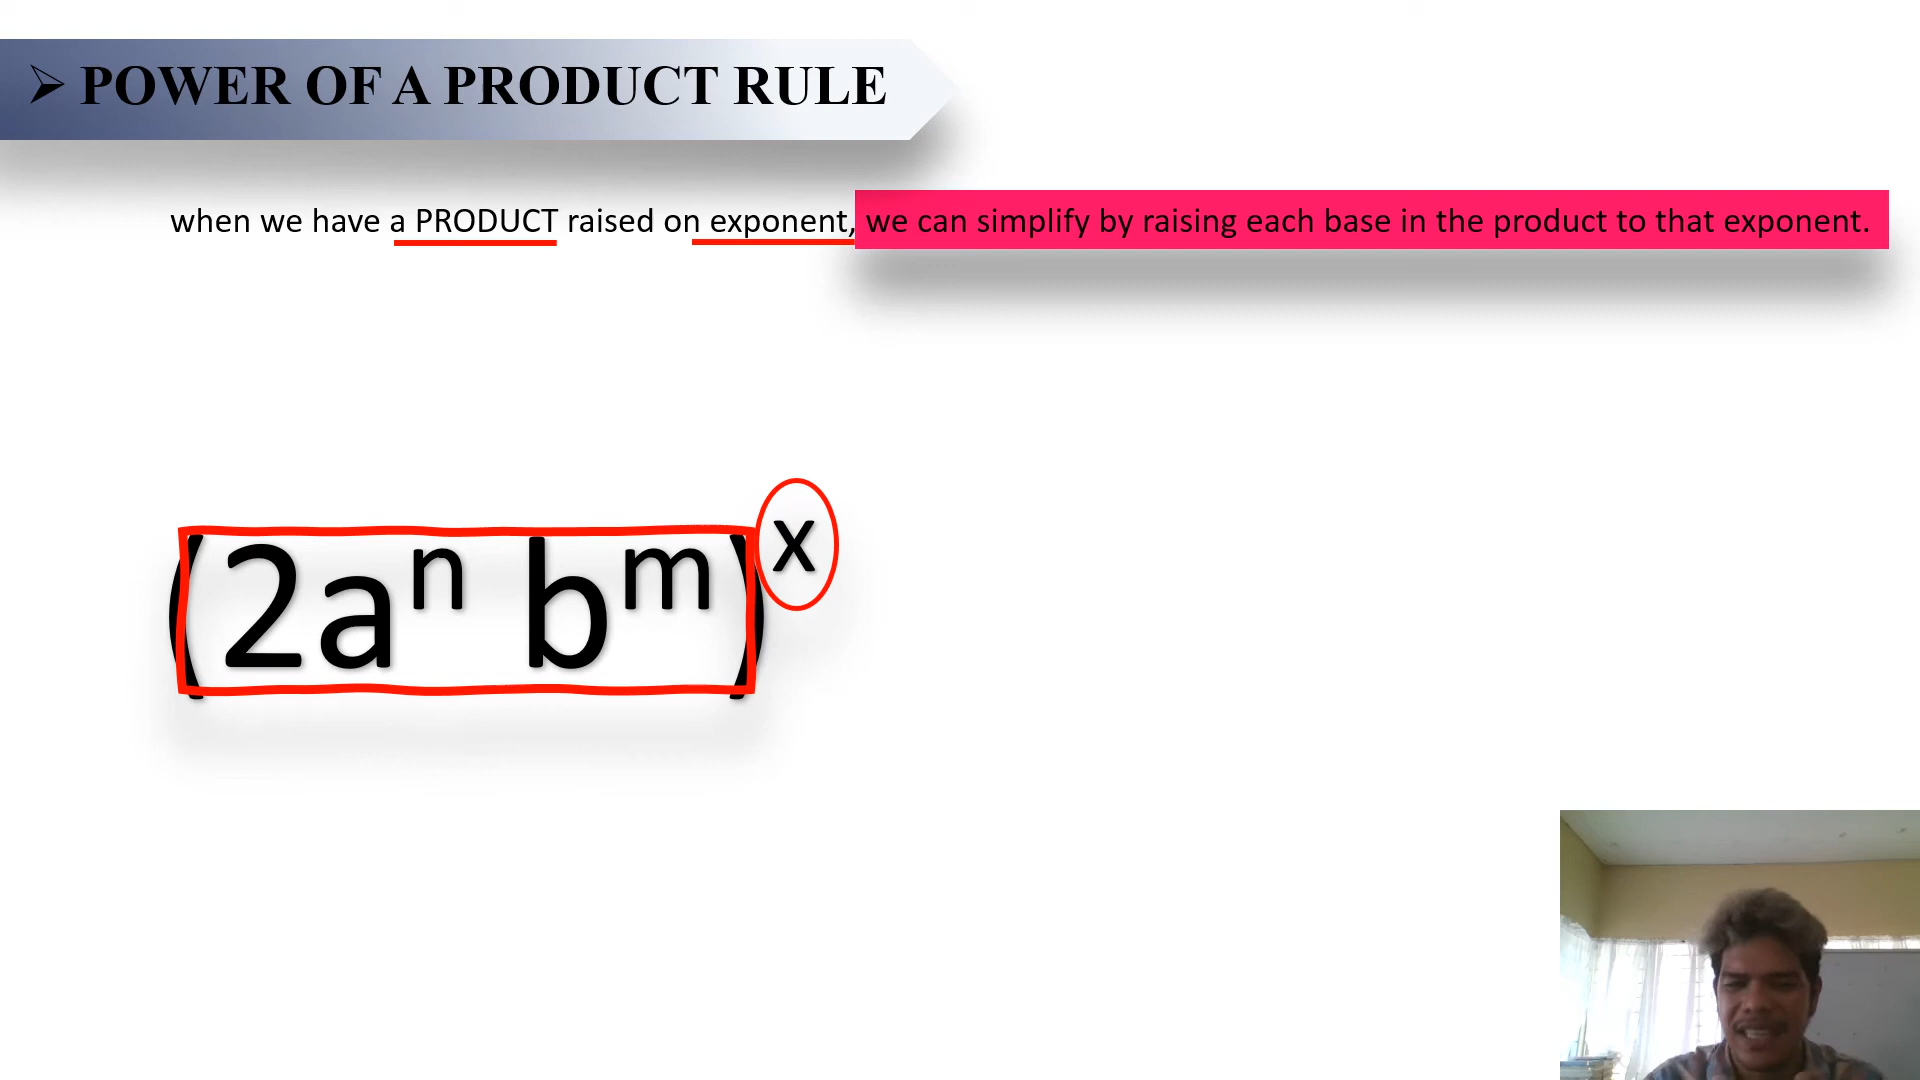 ➢ POWER OF A PRODUCT RULE
when we have a PRODUCT raised on exponent, we can simplify by raising each base in the product to that exponent.
(2aⁿ bᵐ)ˣ